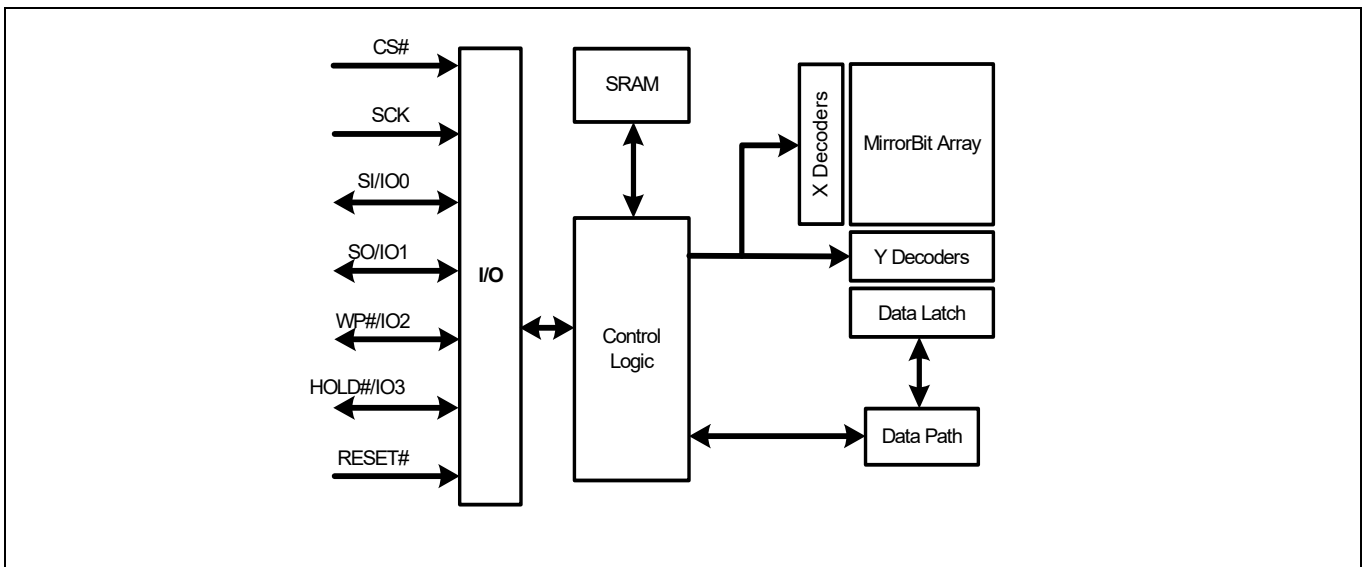 CS#
SCK
SI/IO0
SO/IO1
WP#/IO2
HOLD#/IO3
RESET#
I/O
SRAM
Control
Logic
X Decoders
MirrorBit Array
Y Decoders
Data Latch
Data Path